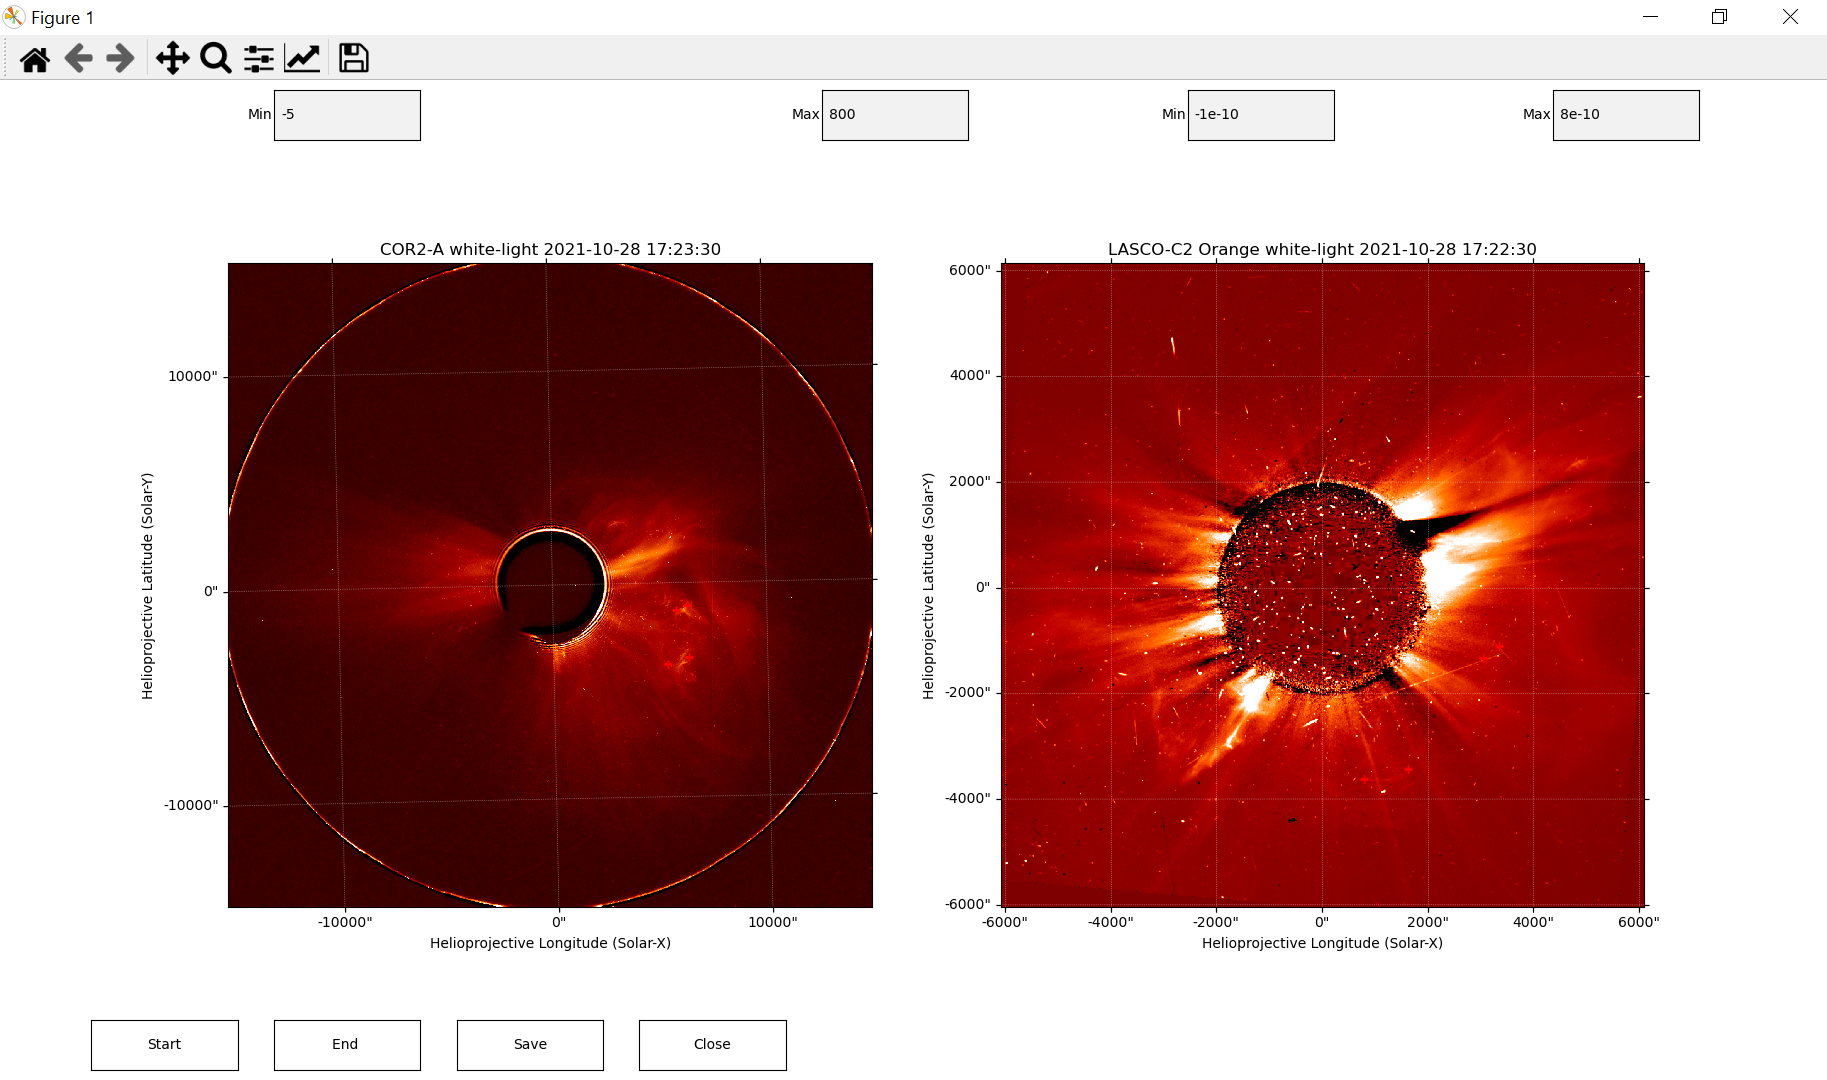 Figure 1
Min -5
Max 800
Min -1e-10
Max 8e-10
COR2-A white-light 2021-10-28 17:23:30
Helioprojective Latitude (Solar-Y)
10000"
0"
-10000"
-10000" 0" 10000"
Helioprojective Longitude (Solar-X)
LASCO-C2 Orange white-light 2021-10-28 17:22:30
Helioprojective Latitude (Solar-Y)
6000"
4000"
2000"
0"
-2000"
-4000"
-6000"
-6000" -4000" -2000" 0" 2000" 4000" 6000"
Helioprojective Longitude (Solar-X)
Start
End
Save
Close